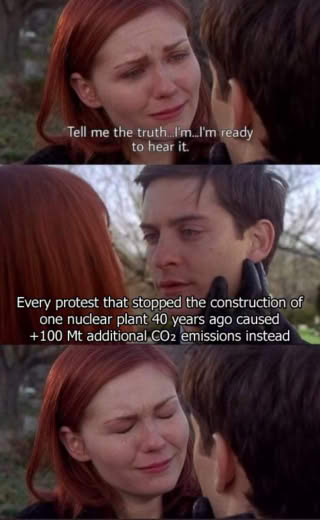 Tell me the truth...I'm...I'm ready
to hear it.
Every protest that stopped the construction of
one nuclear plant 40 years ago caused
+100 Mt additional CO₂ emissions instead